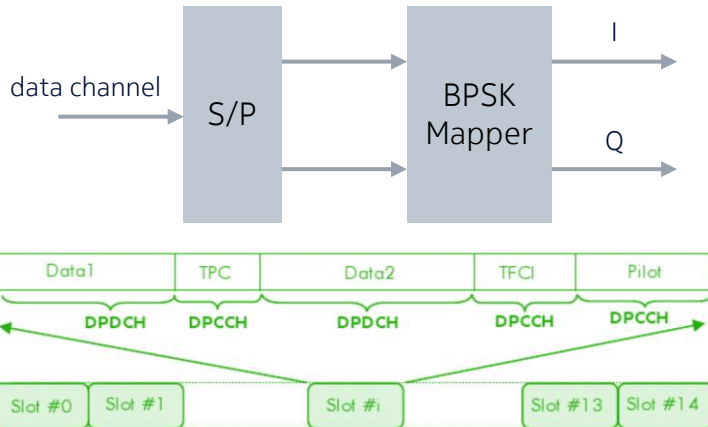 I
data channel
S/P
BPSK
Mapper
Q
Data1 TPC Data2 TFCI Pilot
DPDCH DPCCH DPDCH DPCCH DPCCH
Slot #0 Slot #1 Slot #i Slot #13 Slot #14